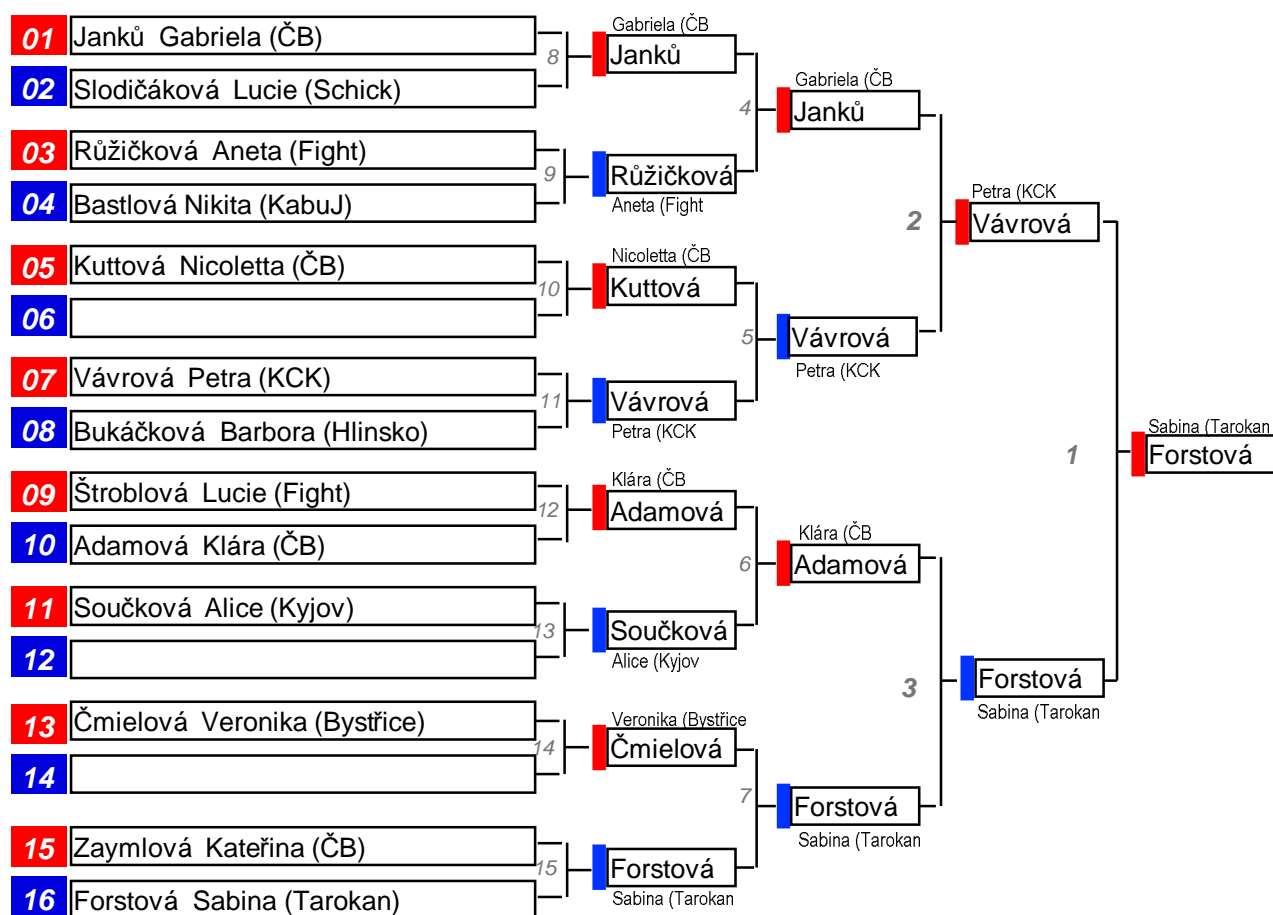 01 Janků Gabriela (ČB)
02 Slodičáková Lucie (Schick)
03 Růžičková Aneta (Fight)
04 Bastlová Nikita (KabuJ)
05 Kuttová Nicoletta (ČB)
06
07 Vávrová Petra (KCK)
08 Bukáčková Barbora (Hlinsko)
09 Štroblová Lucie (Fight)
10 Adamová Klára (ČB)
11 Součková Alice (Kyjov)
12
13 Čmielová Veronika (Bystřice)
14
15 Zaymlová Kateřina (ČB)
16 Forstová Sabina (Tarokan)
8
9
10
11
12
13
14
15
Gabriela (ČB
Janků
Růžičková
Aneta (Fight
Nicoletta (ČB
Kuttová
Vávrová
Petra (KCK
Klára (ČB
Adamová
Součková
Alice (Kyjov
Veronika (Bystřice
Čmielová
Forstová
Sabina (Tarokan
4
5
6
7
Gabriela (ČB
Janků
Vávrová
Petra (KCK
Klára (ČB
Adamová
Forstová
Sabina (Tarokan
2
3
Petra (KCK
Vávrová
Forstová
Sabina (Tarokan
1
Sabina (Tarokan
Forstová